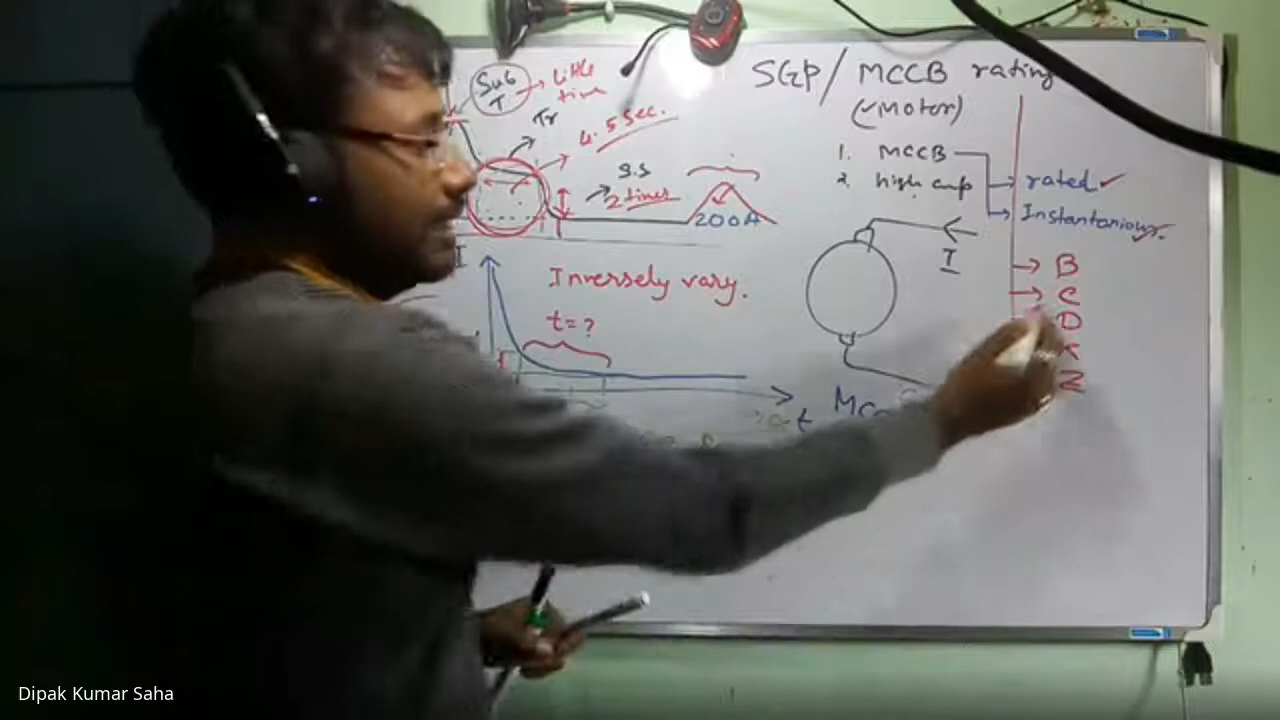 SGP / MCCB rating
(✓Motor)
1. MCCB
2. high amp
rated ✓
Instantanious. ✓
B
C
D
K
Z
I
Sub
T
→ little
time
Tr
4.5 sec.
S.S
2 times
200A
I
Inversely vary.
t = ?
t
Dipak Kumar Saha